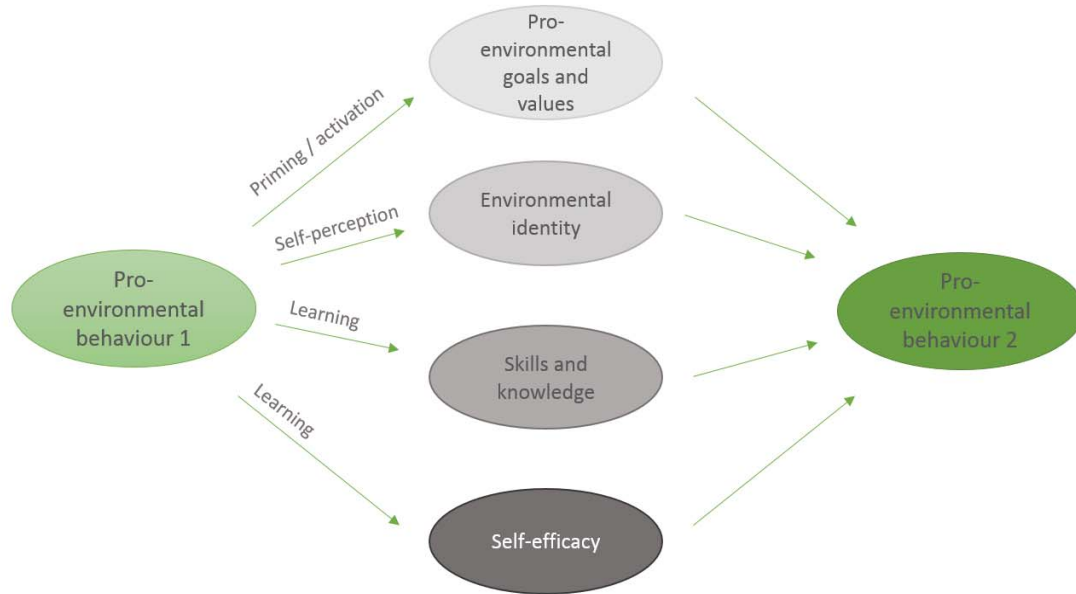 Pro-
environmental
goals and
values
Priming / activation
Self-perception
Environmental
identity
Pro-
environmental
behaviour 1
Pro-
environmental
behaviour 2
Learning
Skills and
knowledge
Learning
Self-efficacy